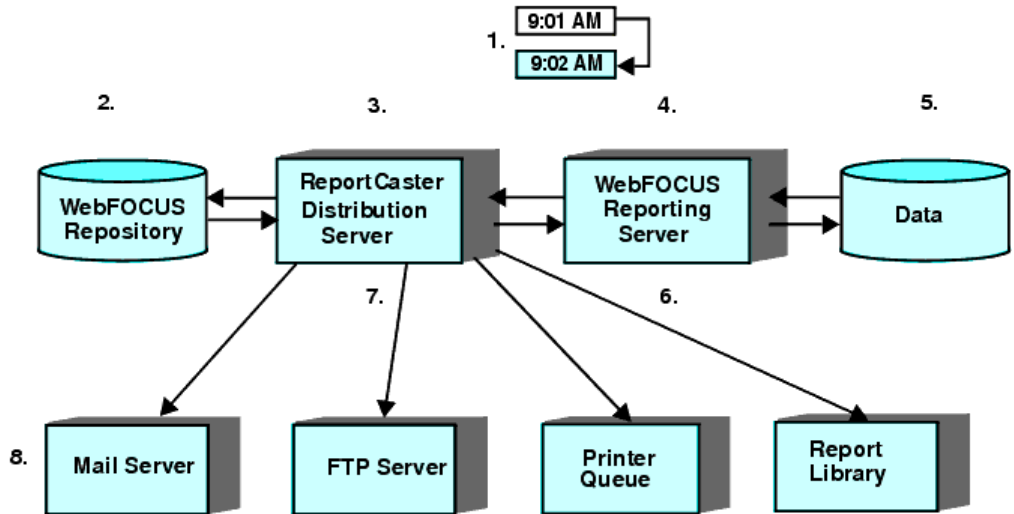 1.
9:01 AM
9:02 AM
2.
3.
4.
5.
WebFOCUS
Repository
ReportCaster
Distribution
Server
WebFOCUS
Reporting
Server
Data
7.
6.
8.
Mail Server
FTP Server
Printer
Queue
Report
Library